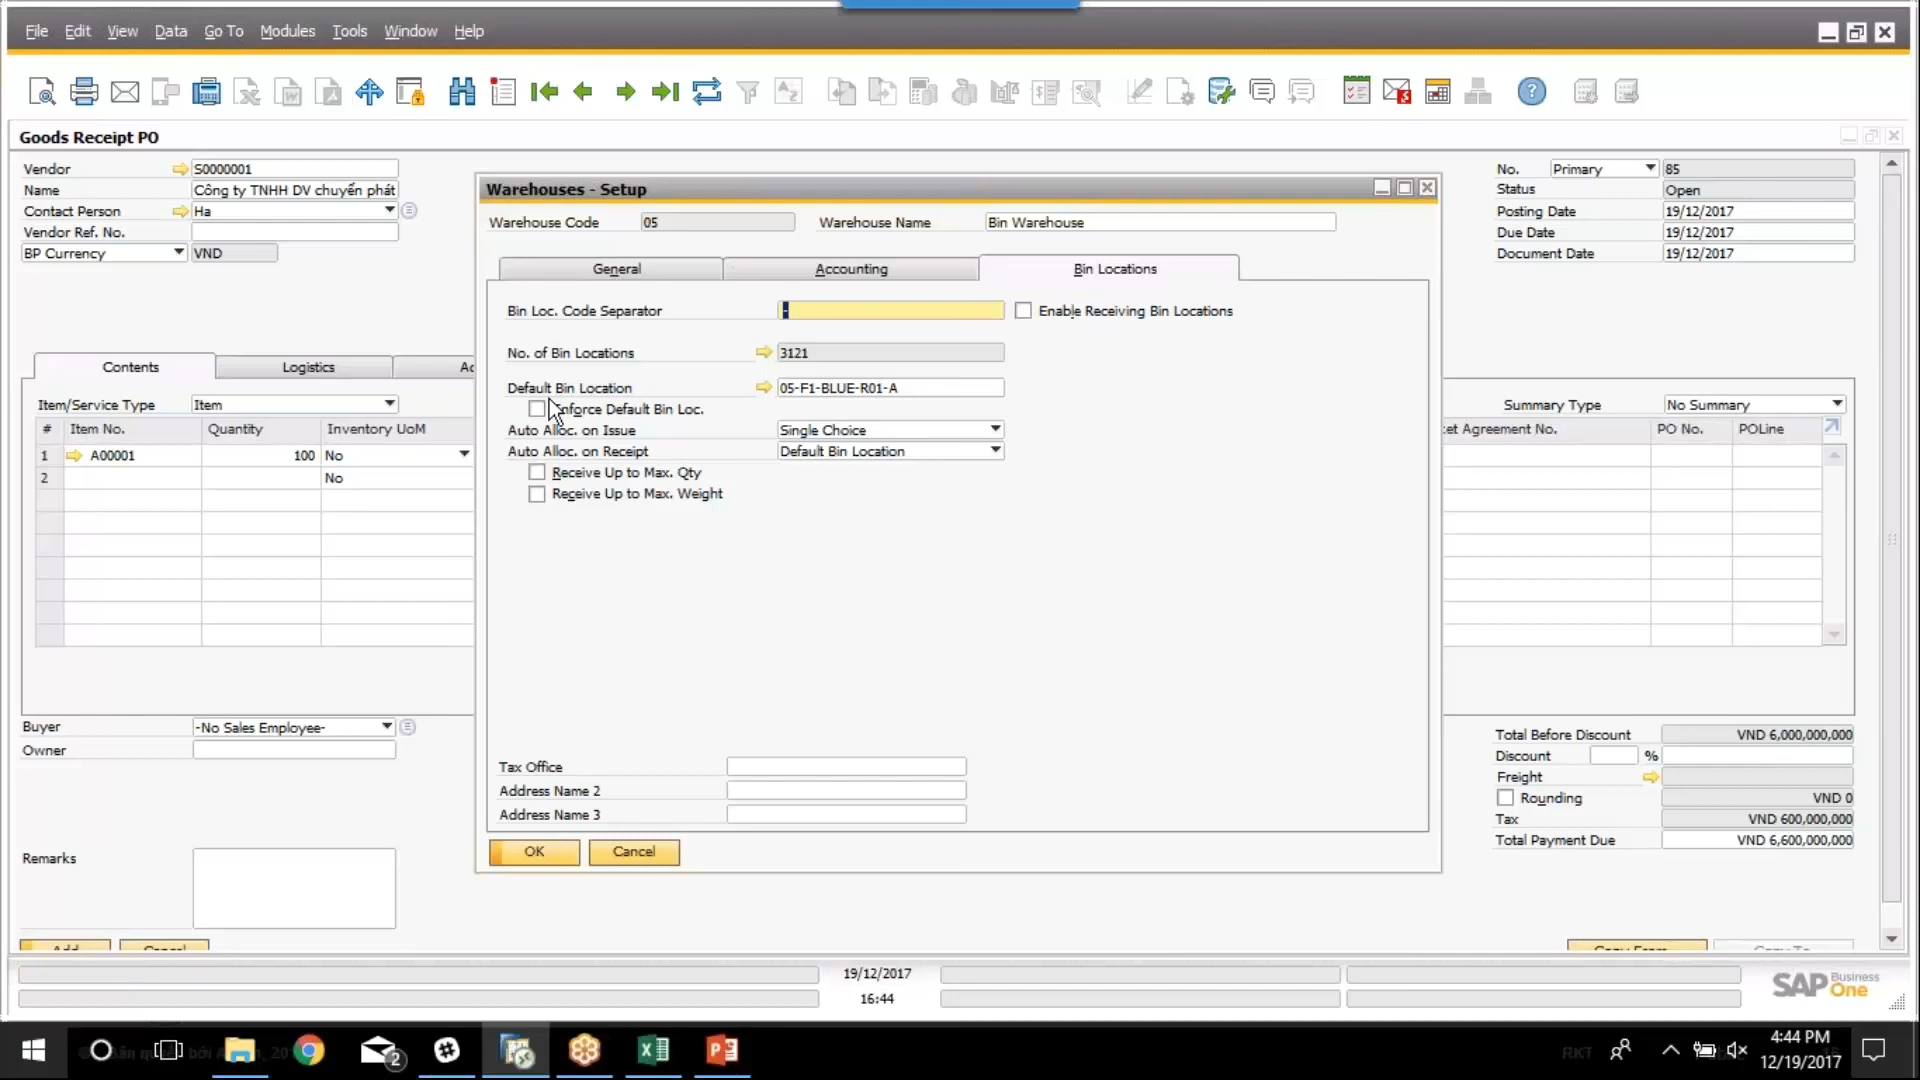 File Edit View Data Go To Modules Tools Window Help
Goods Receipt PO
Vendor S0000001
Name Công ty TNHH DV chuyển phát
Contact Person Ha
Vendor Ref. No.
BP Currency VND
No. Primary 85
Status Open
Posting Date 19/12/2017
Due Date 19/12/2017
Document Date 19/12/2017
Contents Logistics
Item/Service Type Item
Summary Type No Summary
# Item No. Quantity Inventory UoM
et Agreement No. PO No. POLine
1 A00001 100 No
2 No
Warehouses - Setup
Warehouse Code 05 Warehouse Name Bin Warehouse
General Accounting Bin Locations
Bin Loc. Code Separator - Enable Receiving Bin Locations
No. of Bin Locations 3121
Default Bin Location 05-F1-BLUE-R01-A
Enforce Default Bin Loc.
Auto Alloc. on Issue Single Choice
Auto Alloc. on Receipt Default Bin Location
Receive Up to Max. Qty
Receive Up to Max. Weight
Tax Office
Address Name 2
Address Name 3
OK Cancel
Buyer -No Sales Employee-
Owner
Remarks
Total Before Discount VND 6,000,000,000
Discount %
Freight
Rounding VND 0
Tax VND 600,000,000
Total Payment Due VND 6,600,000,000
Add Cancel Copy From Copy To
19/12/2017
16:44
SAP Business One
2
4:44 PM
12/19/2017